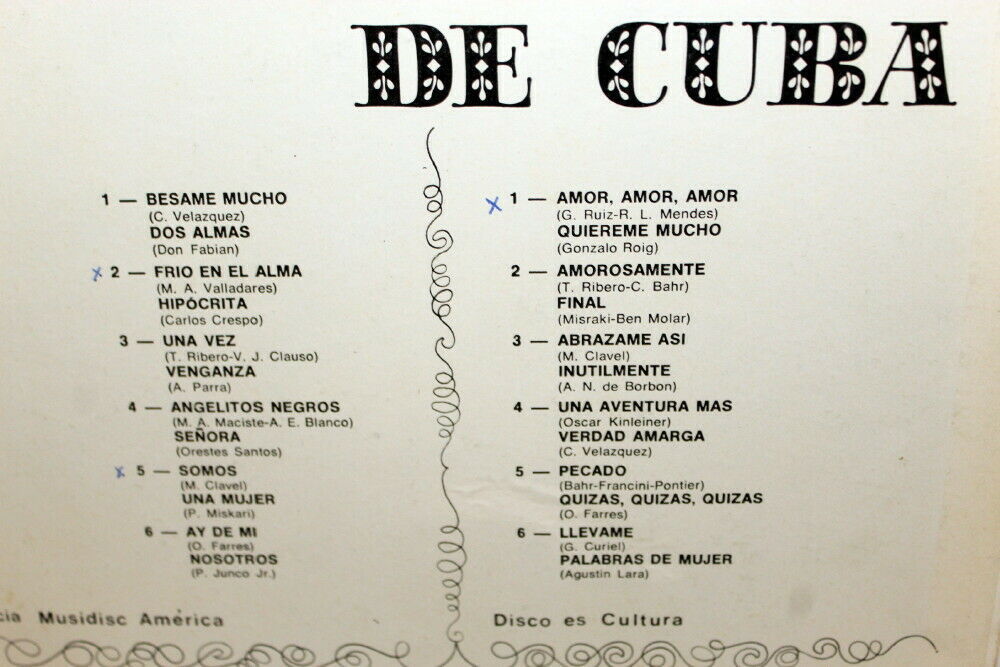 DE CUBA
1 — BESAME MUCHO
(C. Velazquez)
DOS ALMAS
(Don Fabian)
x 2 — FRIO EN EL ALMA
(M. A. Valladares)
HIPÓCRITA
(Carlos Crespo)
3 — UNA VEZ
(T. Ribero-V. J. Clauso)
VENGANZA
(A. Parra)
4 — ANGELITOS NEGROS
(M. A. Maciste-A. E. Blanco)
SEÑORA
(Orestes Santos)
x 5 — SOMOS
(M. Clavel)
UNA MUJER
(P. Miskari)
6 — AY DE MI
(O. Farres)
NOSOTROS
(P. Junco Jr.)
x 1 — AMOR, AMOR, AMOR
(G. Ruiz-R. L. Mendes)
QUIEREME MUCHO
(Gonzalo Roig)
2 — AMOROSAMENTE
(T. Ribero-C. Bahr)
FINAL
(Misraki-Ben Molar)
3 — ABRAZAME ASI
(M. Clavel)
INUTILMENTE
(A. N. de Borbon)
4 — UNA AVENTURA MAS
(Oscar Kinleiner)
VERDAD AMARGA
(C. Velazquez)
5 — PECADO
(Bahr-Francini-Pontier)
QUIZAS, QUIZAS, QUIZAS
(O. Farres)
6 — LLEVAME
(G. Curiel)
PALABRAS DE MUJER
(Agustin Lara)
cia Musidisc América
Disco es Cultura